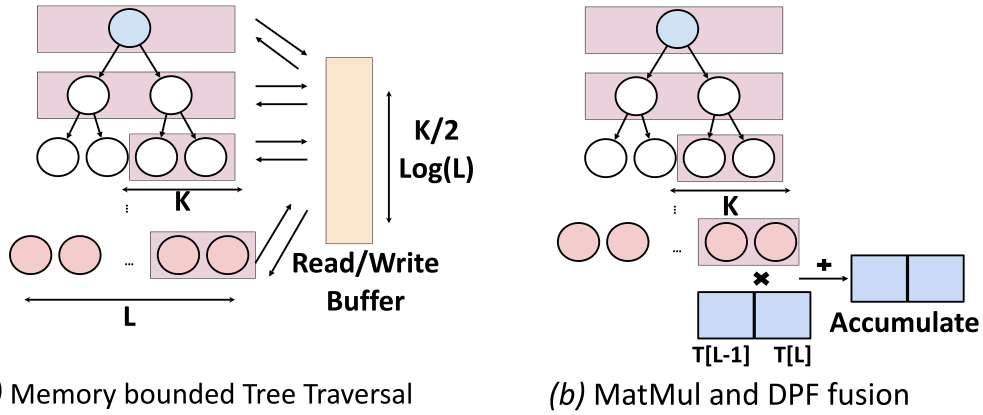 K/2
Log(L)
K
⋮
...
Read/Write
Buffer
L
) Memory bounded Tree Traversal
K
⋮
...
✖
+
T[L-1] T[L]
Accumulate
(b) MatMul and DPF fusion